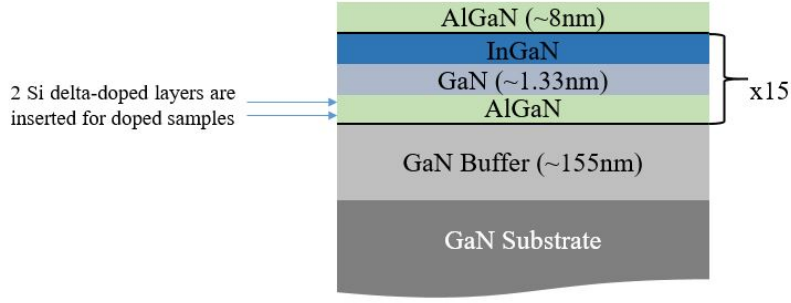 AlGaN (~8nm)
InGaN
GaN (~1.33nm)
AlGaN
x15
2 Si delta-doped layers are
inserted for doped samples
GaN Buffer (~155nm)
GaN Substrate